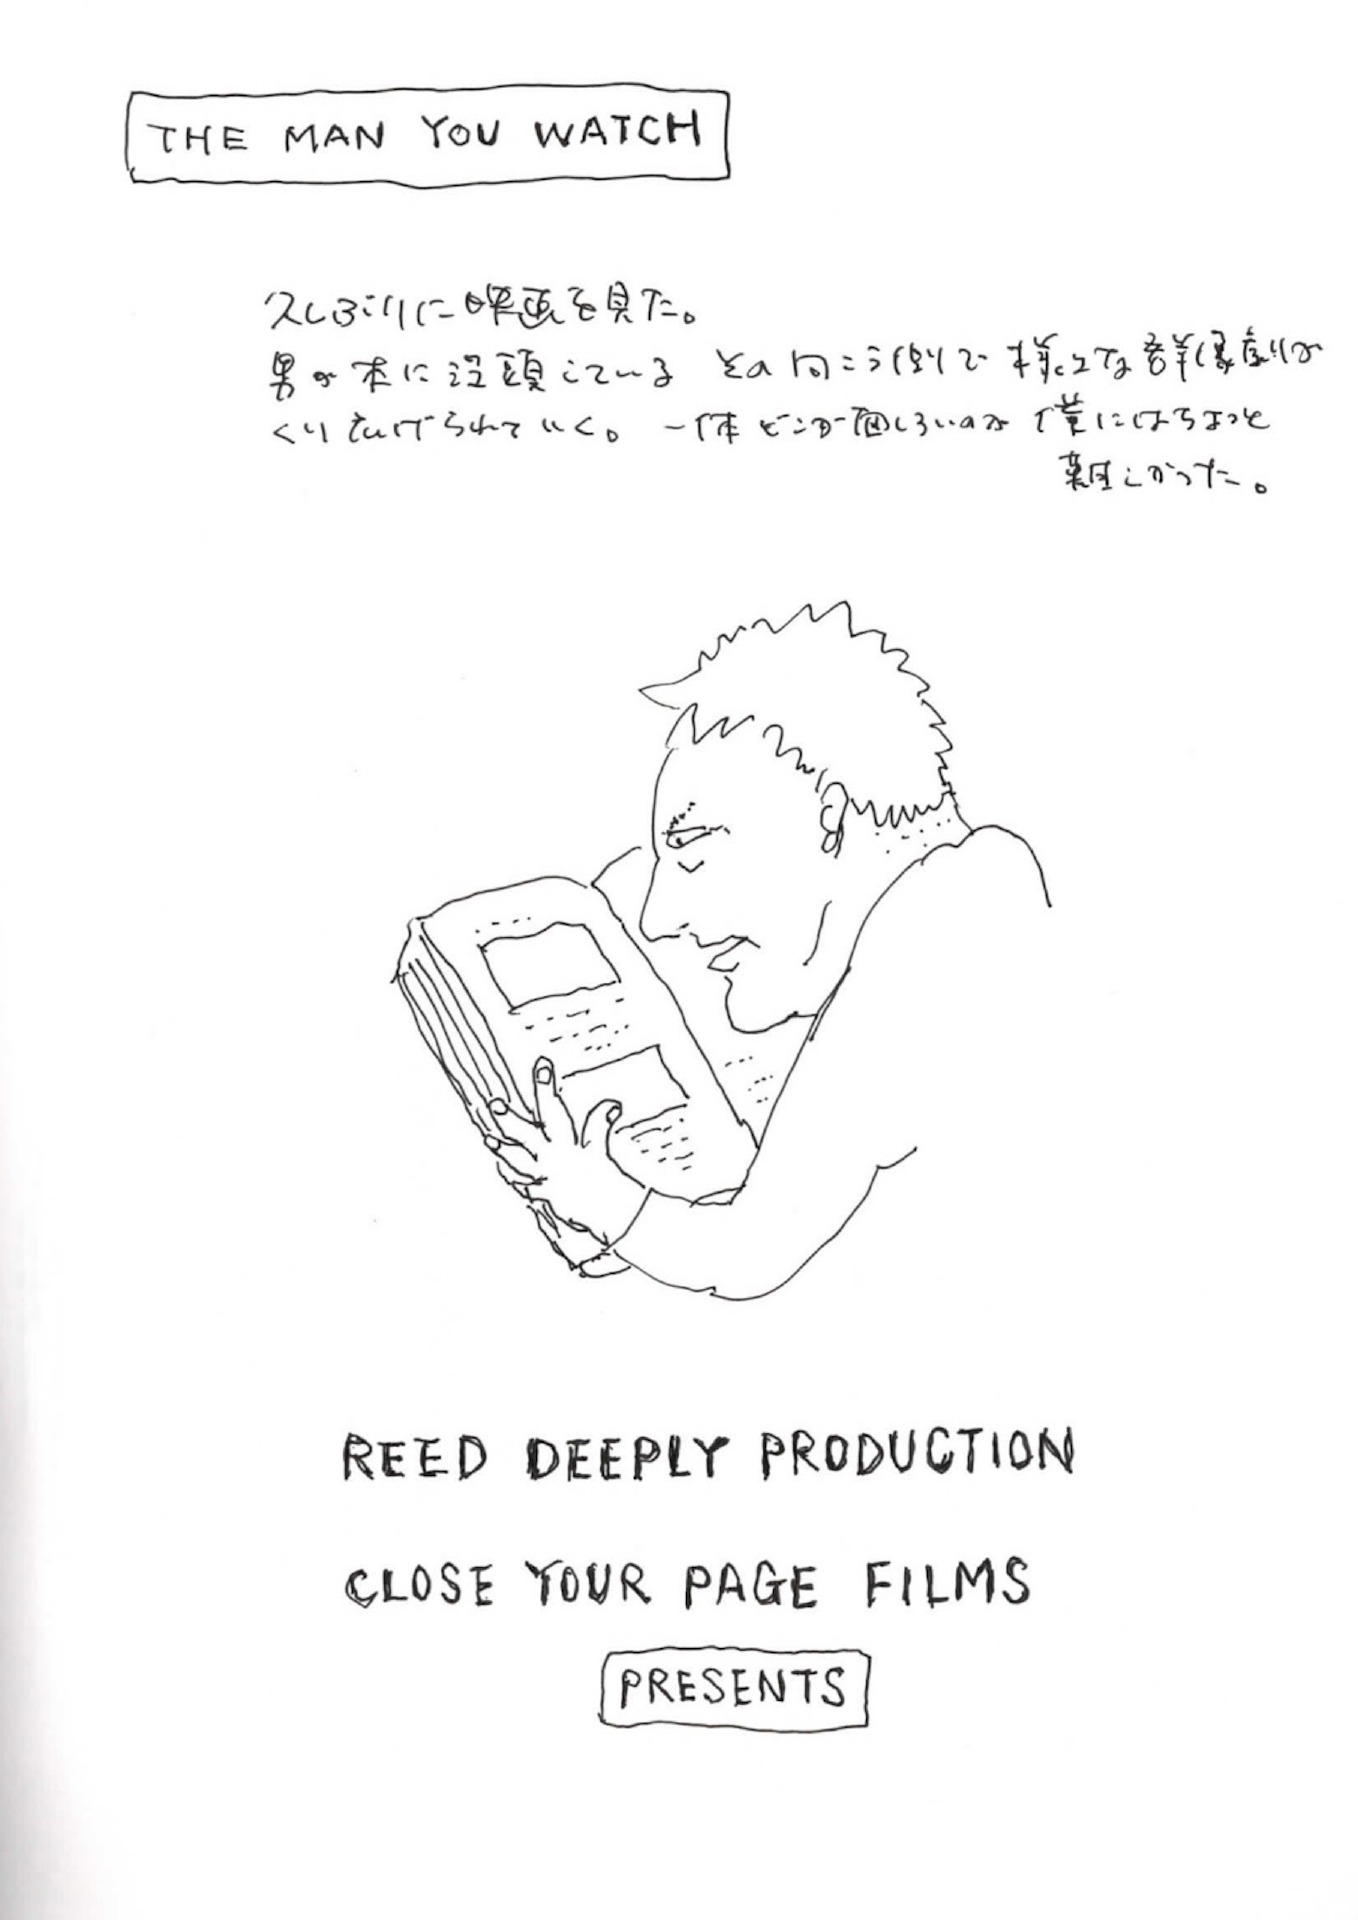 THE MAN YOU WATCH
久しぶりに映画を見た。
男が本に没頭している その向こう側で 様々な群像劇が
くり広げられていく。一体どこが面しろいのか 僕にはちょっと
難しかった。
REED DEEPLY PRODUCTION
CLOSE YOUR PAGE FILMS
PRESENTS